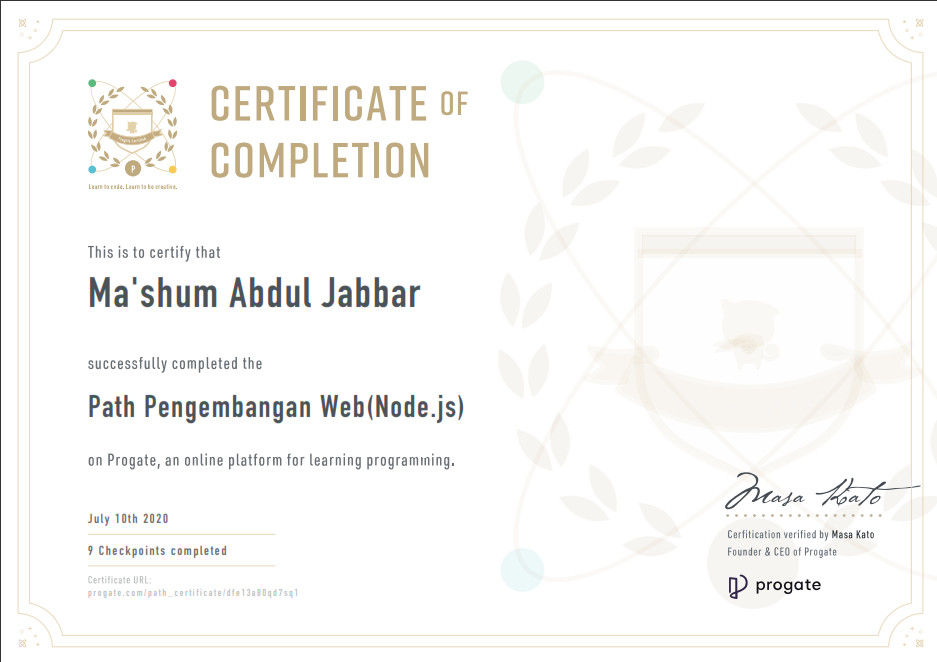 CERTIFICATE OF
COMPLETION
Learn to code, Learn to be creative.
This is to certify that
Ma'shum Abdul Jabbar
successfully completed the
Path Pengembangan Web(Node.js)
on Progate, an online platform for learning programming.
July 10th 2020
9 Checkpoints completed
Certificate URL:
progate.com/path_certificate/dfe13a80qd7sq1
Masa Kato
Cerfitication verified by Masa Kato
Founder & CEO of Progate
progate